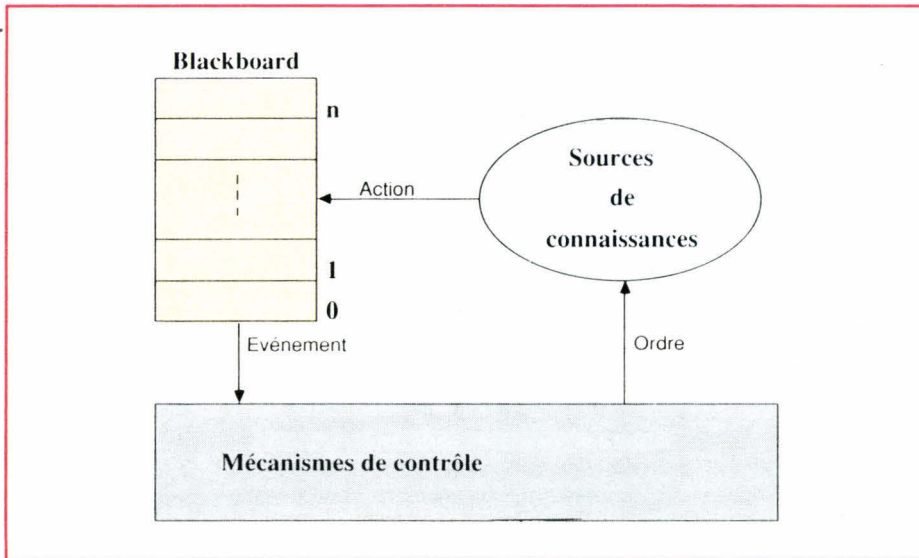 Blackboard
n
Sources
de
connaissances
Action
1
0
Evénement
Ordre
Mécanismes de contrôle